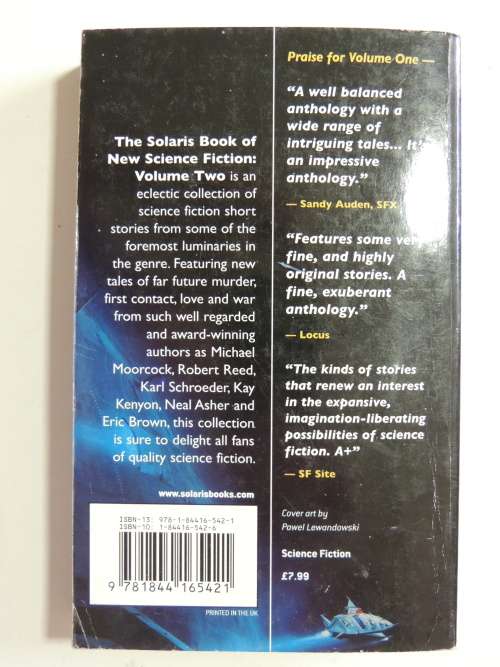 The Solaris Book of
New Science Fiction:
Volume Two is an
eclectic collection of
science fiction short
stories from some of the
foremost luminaries in
the genre. Featuring new
tales of far future murder,
first contact, love and war
from such well regarded
and award-winning
authors as Michael
Moorcock, Robert Reed,
Karl Schroeder, Kay
Kenyon, Neal Asher and
Eric Brown, this collection
is sure to delight all fans
of quality science fiction.
www.solarisbooks.com
ISBN-13: 978-1-84416-542-1
ISBN-10: 1-84416-542-6
9 781844 165421
PRINTED IN THE UK
Praise for Volume One —
“A well balanced
anthology with a
wide range of
intriguing tales... It's
an impressive
anthology.”
— Sandy Auden, SFX
“Features some very
fine, and highly
original stories. A
fine, exuberant
anthology.”
— Locus
“The kinds of stories
that renew an interest
in the expansive,
imagination-liberating
possibilities of science
fiction. A+”
— SF Site
Cover art by
Pawel Lewandowski
Science Fiction
£7.99